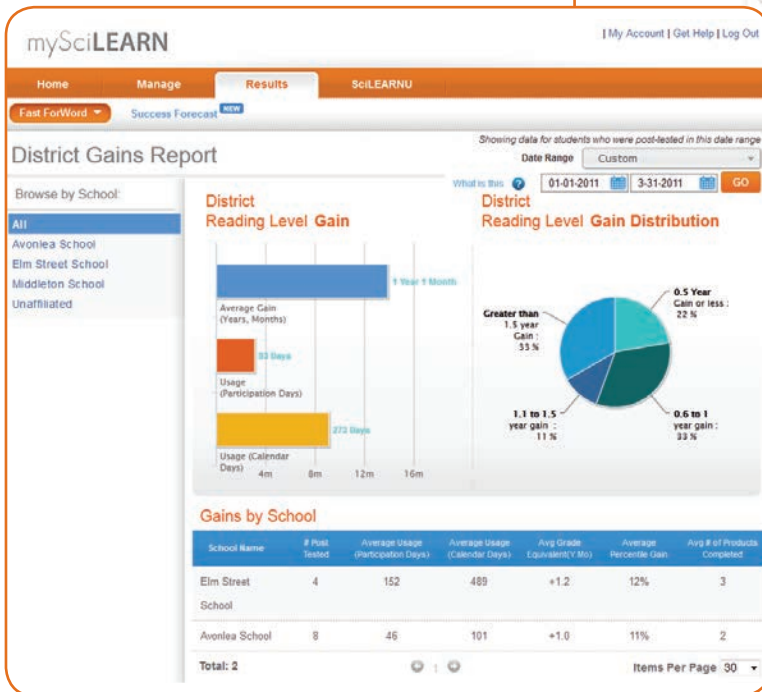 mySciLEARN
| My Account | Get Help | Log Out
Home Manage Results SciLEARNU
Fast ForWord Success Forecast NEW
Showing data for students who were post-tested in this date range
District Gains Report
Date Range Custom
What is this ? 01-01-2011 3-31-2011 GO
Browse by School:
All
Avonlea School
Elm Street School
Middleton School
Unaffiliated
District
Reading Level Gain
1 Year 1 Month
Average Gain
(Years, Months)
Days
Usage
(Participation Days)
272 Days
Usage (Calendar
Days)
4m 8m 12m 16m
District
Reading Level Gain Distribution
0.5 Year
Gain or less :
22 %
Greater than
1.5 year
Gain :
33 %
1.1 to 1.5
year gain :
11 %
0.6 to 1
year gain :
33 %
Gains by School
School Name # Post Tested Average Usage (Participation Days) Average Usage (Calendar Days) Avg Grade Equivalent(Y.Mo) Average Percentile Gain Avg # of Products Completed
Elm Street School 4 152 489 +1.2 12% 3
Avonlea School 8 46 101 +1.0 11% 2
Total: 2 1 Items Per Page 30